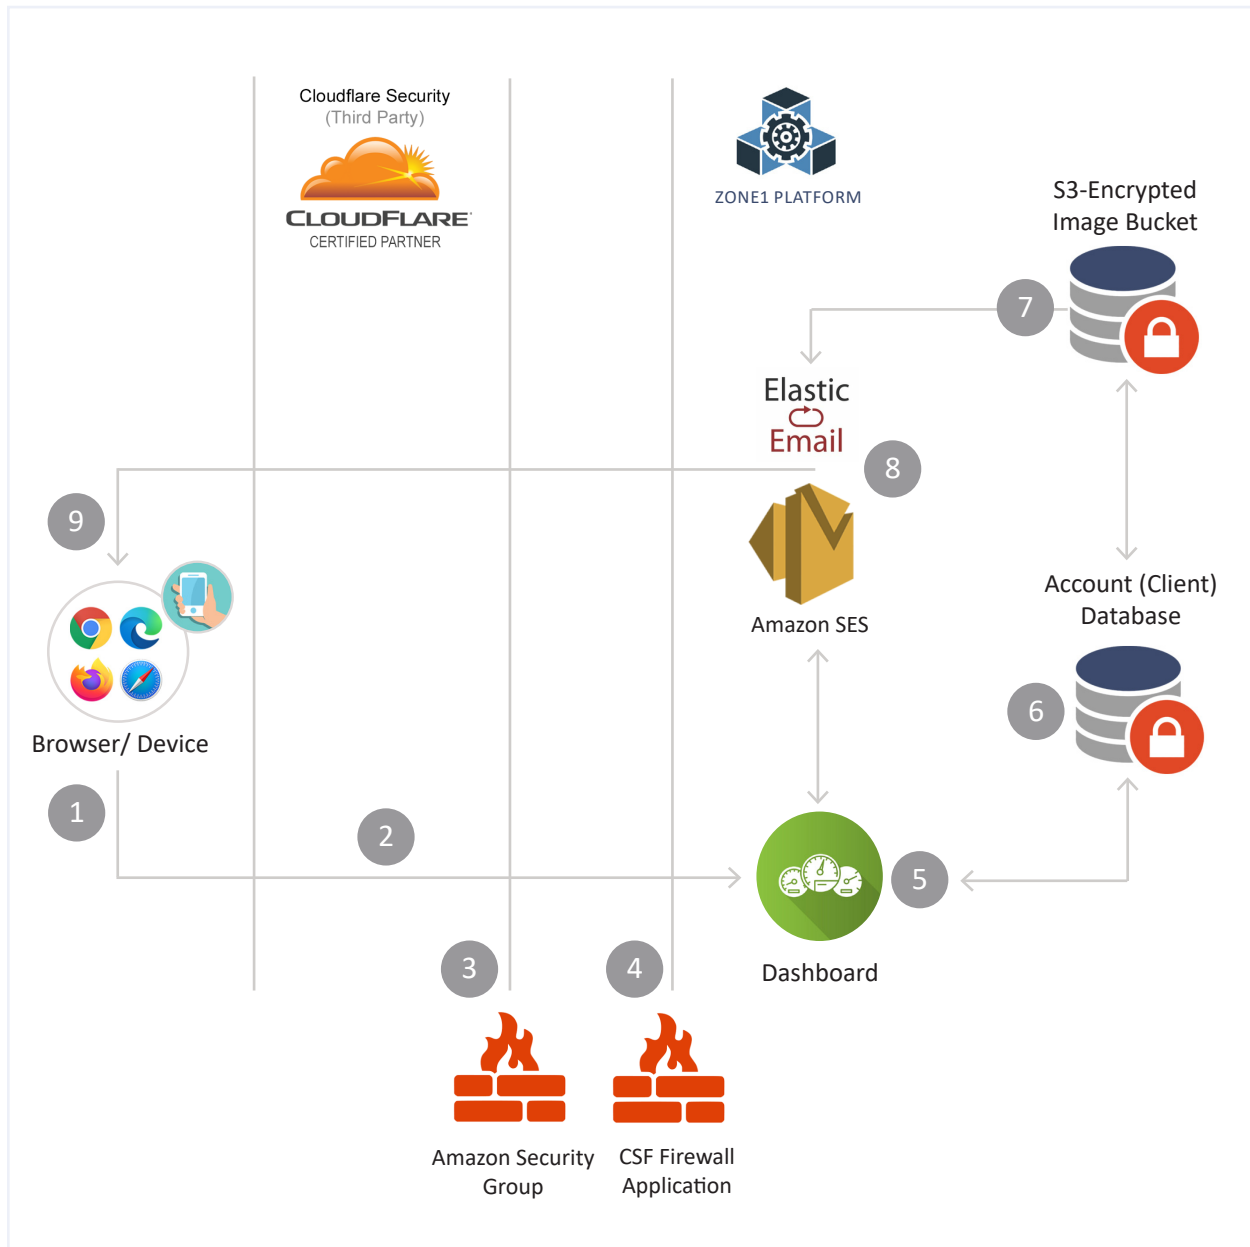 Cloudflare Security
(Third Party)
CLOUDFLARE
CERTIFIED PARTNER
ZONE1 PLATFORM
S3-Encrypted
Image Bucket
7
Elastic
Email
8
9
Amazon SES
Account (Client)
Database
6
Browser/ Device
1
2
5
Dashboard
3
4
Amazon Security
Group
CSF Firewall
Application